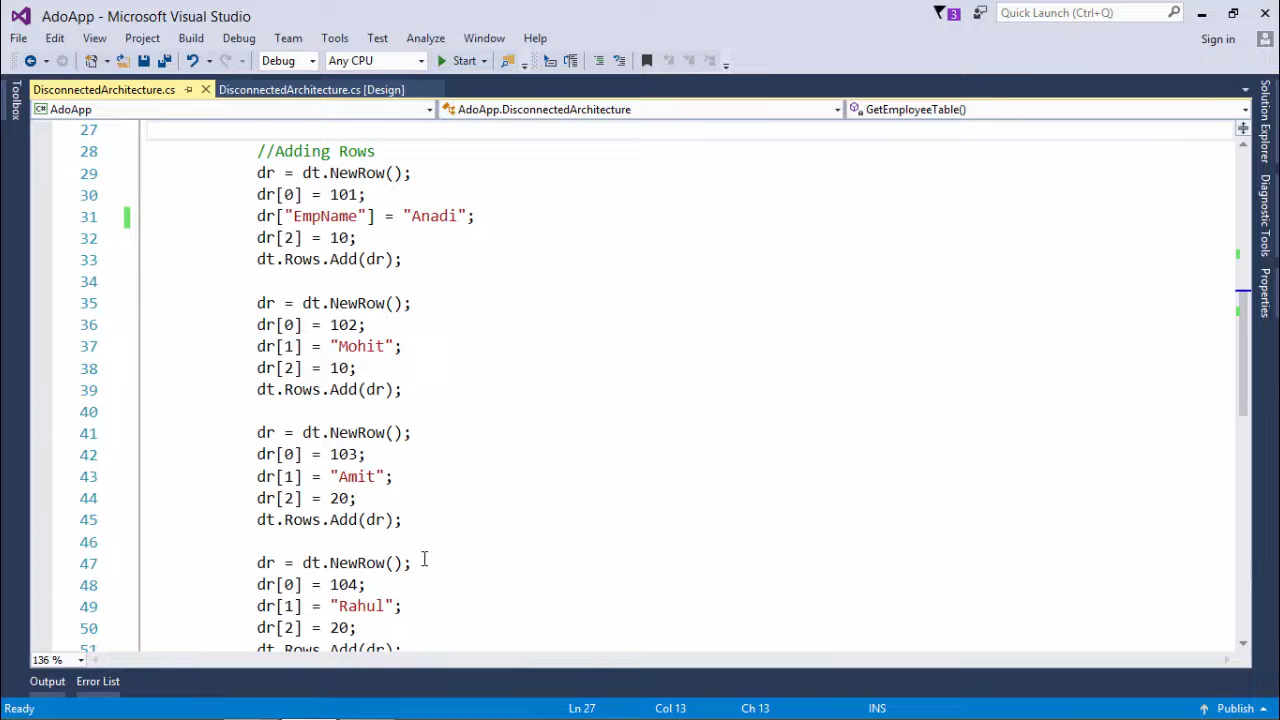 AdoApp - Microsoft Visual Studio
3
Quick Launch (Ctrl+Q)
File Edit View Project Build Debug Team Tools Test Analyze Window Help
Sign in
Debug Any CPU Start
DisconnectedArchitecture.cs DisconnectedArchitecture.cs [Design]
AdoApp AdoApp.DisconnectedArchitecture GetEmployeeTable()
Toolbox
Solution Explorer
Diagnostic Tools
Properties
27
28 //Adding Rows
29 dr = dt.NewRow();
30 dr[0] = 101;
31 dr["EmpName"] = "Anadi";
32 dr[2] = 10;
33 dt.Rows.Add(dr);
34
35 dr = dt.NewRow();
36 dr[0] = 102;
37 dr[1] = "Mohit";
38 dr[2] = 10;
39 dt.Rows.Add(dr);
40
41 dr = dt.NewRow();
42 dr[0] = 103;
43 dr[1] = "Amit";
44 dr[2] = 20;
45 dt.Rows.Add(dr);
46
47 dr = dt.NewRow();
48 dr[0] = 104;
49 dr[1] = "Rahul";
50 dr[2] = 20;
51 dt.Rows.Add(dr);
136 %
Output Error List
Ready Ln 27 Col 13 Ch 13 INS Publish